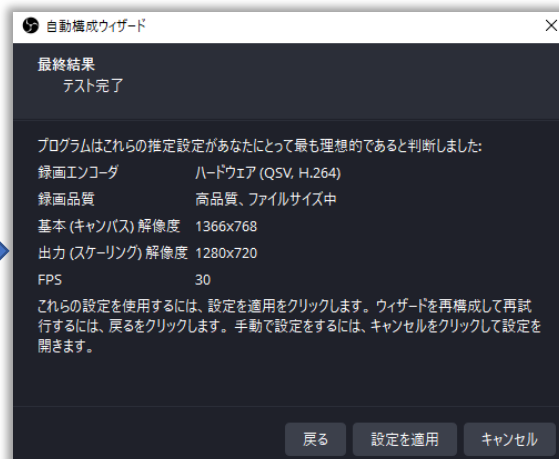 自動構成ウィザード
最終結果
テスト完了
プログラムはこれらの推定設定があなたにとって最も理想的であると判断しました:
録画エンコーダ ハードウェア (QSV, H.264)
録画品質 高品質、ファイルサイズ中
基本 (キャンバス) 解像度 1366x768
出力 (スケーリング) 解像度 1280x720
FPS 30
これらの設定を使用するには、設定を適用をクリックします。ウィザードを再構成して再試
行するには、戻るをクリックします。手動で設定をするには、キャンセルをクリックして設定を
開きます。
戻る 設定を適用 キャンセル